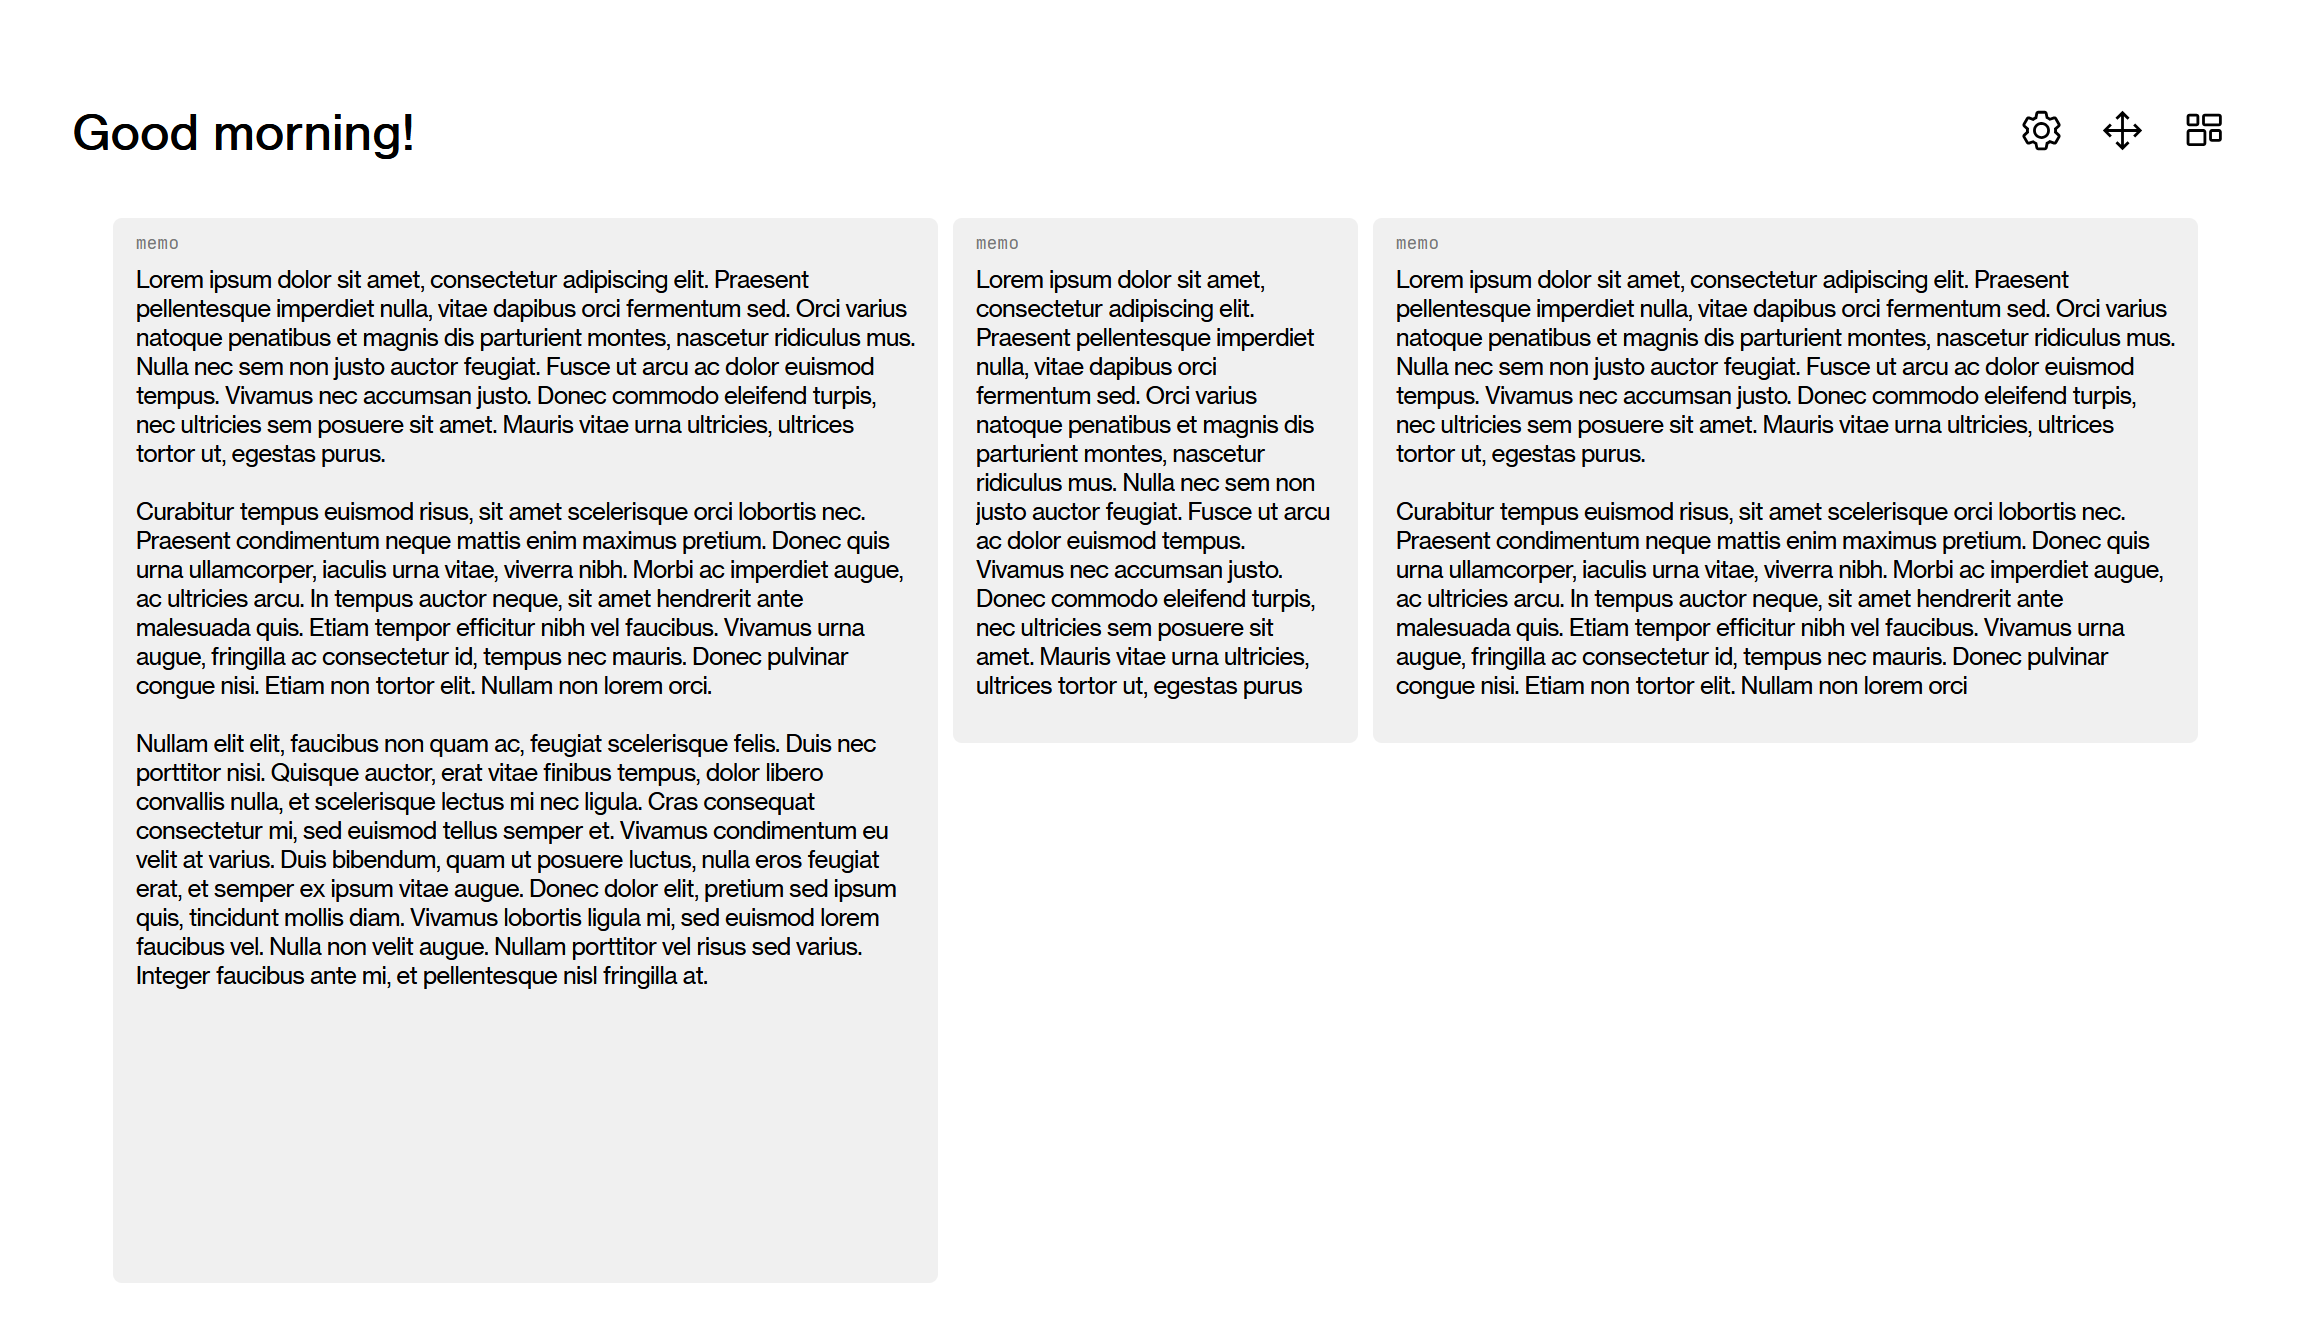 Good morning!
memo
Lorem ipsum dolor sit amet, consectetur adipiscing elit. Praesent
pellentesque imperdiet nulla, vitae dapibus orci fermentum sed. Orci varius
natoque penatibus et magnis dis parturient montes, nascetur ridiculus mus.
Nulla nec sem non justo auctor feugiat. Fusce ut arcu ac dolor euismod
tempus. Vivamus nec accumsan justo. Donec commodo eleifend turpis,
nec ultricies sem posuere sit amet. Mauris vitae urna ultricies, ultrices
tortor ut, egestas purus.
Curabitur tempus euismod risus, sit amet scelerisque orci lobortis nec.
Praesent condimentum neque mattis enim maximus pretium. Donec quis
urna ullamcorper, iaculis urna vitae, viverra nibh. Morbi ac imperdiet augue,
ac ultricies arcu. In tempus auctor neque, sit amet hendrerit ante
malesuada quis. Etiam tempor efficitur nibh vel faucibus. Vivamus urna
augue, fringilla ac consectetur id, tempus nec mauris. Donec pulvinar
congue nisi. Etiam non tortor elit. Nullam non lorem orci.
Nullam elit elit, faucibus non quam ac, feugiat scelerisque felis. Duis nec
porttitor nisi. Quisque auctor, erat vitae finibus tempus, dolor libero
convallis nulla, et scelerisque lectus mi nec ligula. Cras consequat
consectetur mi, sed euismod tellus semper et. Vivamus condimentum eu
velit at varius. Duis bibendum, quam ut posuere luctus, nulla eros feugiat
erat, et semper ex ipsum vitae augue. Donec dolor elit, pretium sed ipsum
quis, tincidunt mollis diam. Vivamus lobortis ligula mi, sed euismod lorem
faucibus vel. Nulla non velit augue. Nullam porttitor vel risus sed varius.
Integer faucibus ante mi, et pellentesque nisl fringilla at.
memo
Lorem ipsum dolor sit amet,
consectetur adipiscing elit.
Praesent pellentesque imperdiet
nulla, vitae dapibus orci
fermentum sed. Orci varius
natoque penatibus et magnis dis
parturient montes, nascetur
ridiculus mus. Nulla nec sem non
justo auctor feugiat. Fusce ut arcu
ac dolor euismod tempus.
Vivamus nec accumsan justo.
Donec commodo eleifend turpis,
nec ultricies sem posuere sit
amet. Mauris vitae urna ultricies,
ultrices tortor ut, egestas purus
memo
Lorem ipsum dolor sit amet, consectetur adipiscing elit. Praesent
pellentesque imperdiet nulla, vitae dapibus orci fermentum sed. Orci varius
natoque penatibus et magnis dis parturient montes, nascetur ridiculus mus.
Nulla nec sem non justo auctor feugiat. Fusce ut arcu ac dolor euismod
tempus. Vivamus nec accumsan justo. Donec commodo eleifend turpis,
nec ultricies sem posuere sit amet. Mauris vitae urna ultricies, ultrices
tortor ut, egestas purus.
Curabitur tempus euismod risus, sit amet scelerisque orci lobortis nec.
Praesent condimentum neque mattis enim maximus pretium. Donec quis
urna ullamcorper, iaculis urna vitae, viverra nibh. Morbi ac imperdiet augue,
ac ultricies arcu. In tempus auctor neque, sit amet hendrerit ante
malesuada quis. Etiam tempor efficitur nibh vel faucibus. Vivamus urna
augue, fringilla ac consectetur id, tempus nec mauris. Donec pulvinar
congue nisi. Etiam non tortor elit. Nullam non lorem orci